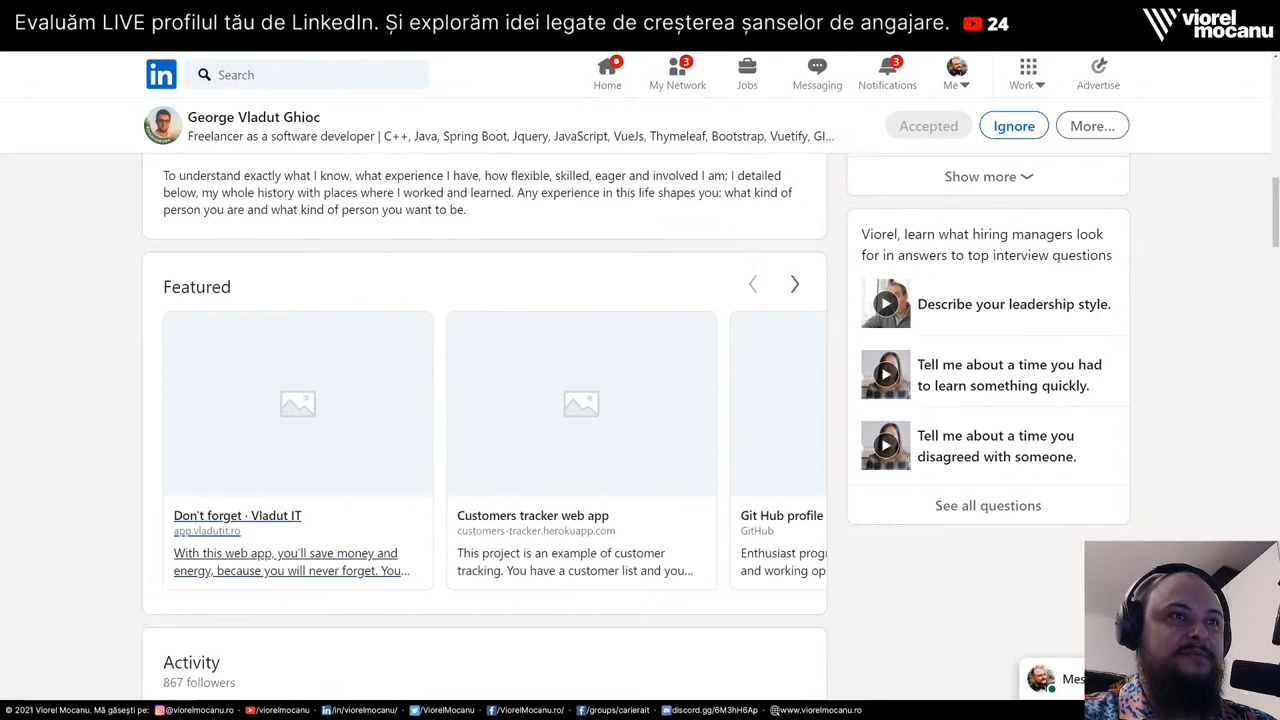 Evaluăm LIVE profilul tău de LinkedIn. Și explorăm idei legate de creșterea șanselor de angajare.
24
viorel
mocanu
in
Search
3
3
Home
My Network
Jobs
Messaging
Notifications
Me
Work
Advertise
George Vladut Ghioc
Freelancer as a software developer | C++, Java, Spring Boot, Jquery, JavaScript, VueJs, Thymeleaf, Bootstrap, Vuetify, GI...
Accepted
Ignore
More...
To understand exactly what I know, what experience I have, how flexible, skilled, eager and involved I am; I detailed
below, my whole history with places where I worked and learned. Any experience in this life shapes you: what kind of
person you are and what kind of person you want to be.
Show more
Viorel, learn what hiring managers look
for in answers to top interview questions
Describe your leadership style.
Tell me about a time you had
to learn something quickly.
Tell me about a time you
disagreed with someone.
See all questions
Featured
Don't forget · Vladut IT
app.vladutit.ro
With this web app, you'll save money and
energy, because you will never forget. You...
Customers tracker web app
customers-tracker.herokuapp.com
This project is an example of customer
tracking. You have a customer list and you...
Git Hub profile
GitHub
Enthusiast prog
and working op
Activity
867 followers
Mes
© 2021 Viorel Mocanu. Mă găsești pe:
@viorelmocanu.ro
/viorelmocanu
/in/viorelmocanu/
/ViorelMocanu
/ViorelMocanu.ro/
/groups/carierait
discord.gg/6M3hH6Ap
www.viorelmocanu.ro